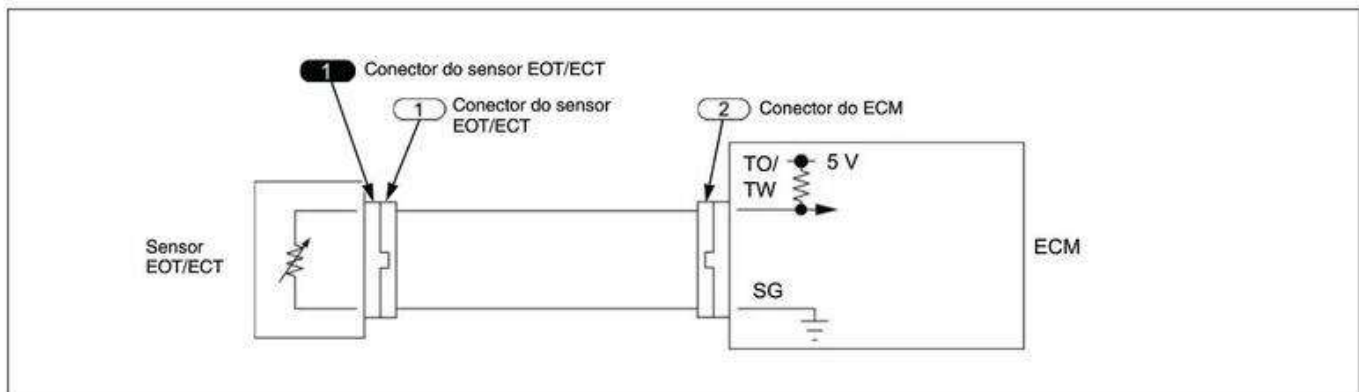 1 Conector do sensor EOT/ECT
1 Conector do sensor
EOT/ECT
2 Conector do ECM
TO/ 5 V
TW
Sensor
EOT/ECT
ECM
SG